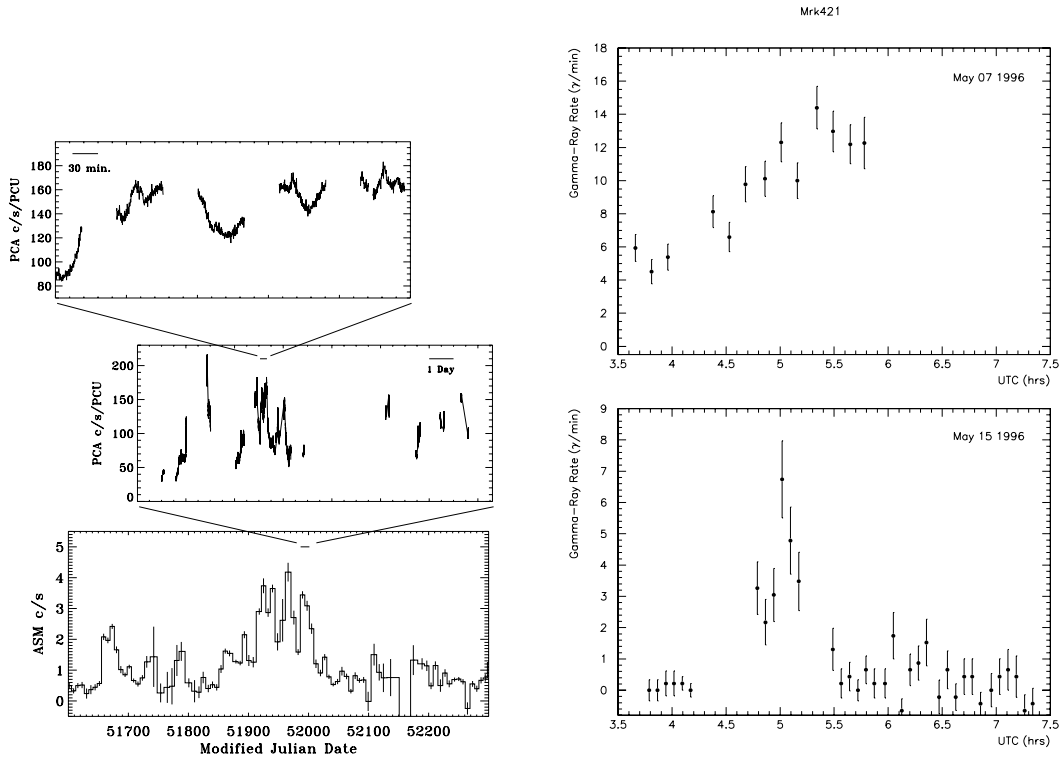 Mrk421
180
160
140
120
100
80
PCA c/s/PCU
30 min.
200
150
100
50
0
PCA c/s/PCU
1 Day
5
4
3
2
1
0
ASM c/s
51700 51800 51900 52000 52100 52200
Modified Julian Date
18
16
14
12
10
8
6
4
2
0
Gamma-Ray Rate (γ/min)
May 07 1996
3.5 4 4.5 5 5.5 6 6.5 7 7.5
UTC (hrs)
9
8
7
6
5
4
3
2
1
0
Gamma-Ray Rate (γ/min)
May 15 1996
3.5 4 4.5 5 5.5 6 6.5 7 7.5
UTC (hrs)